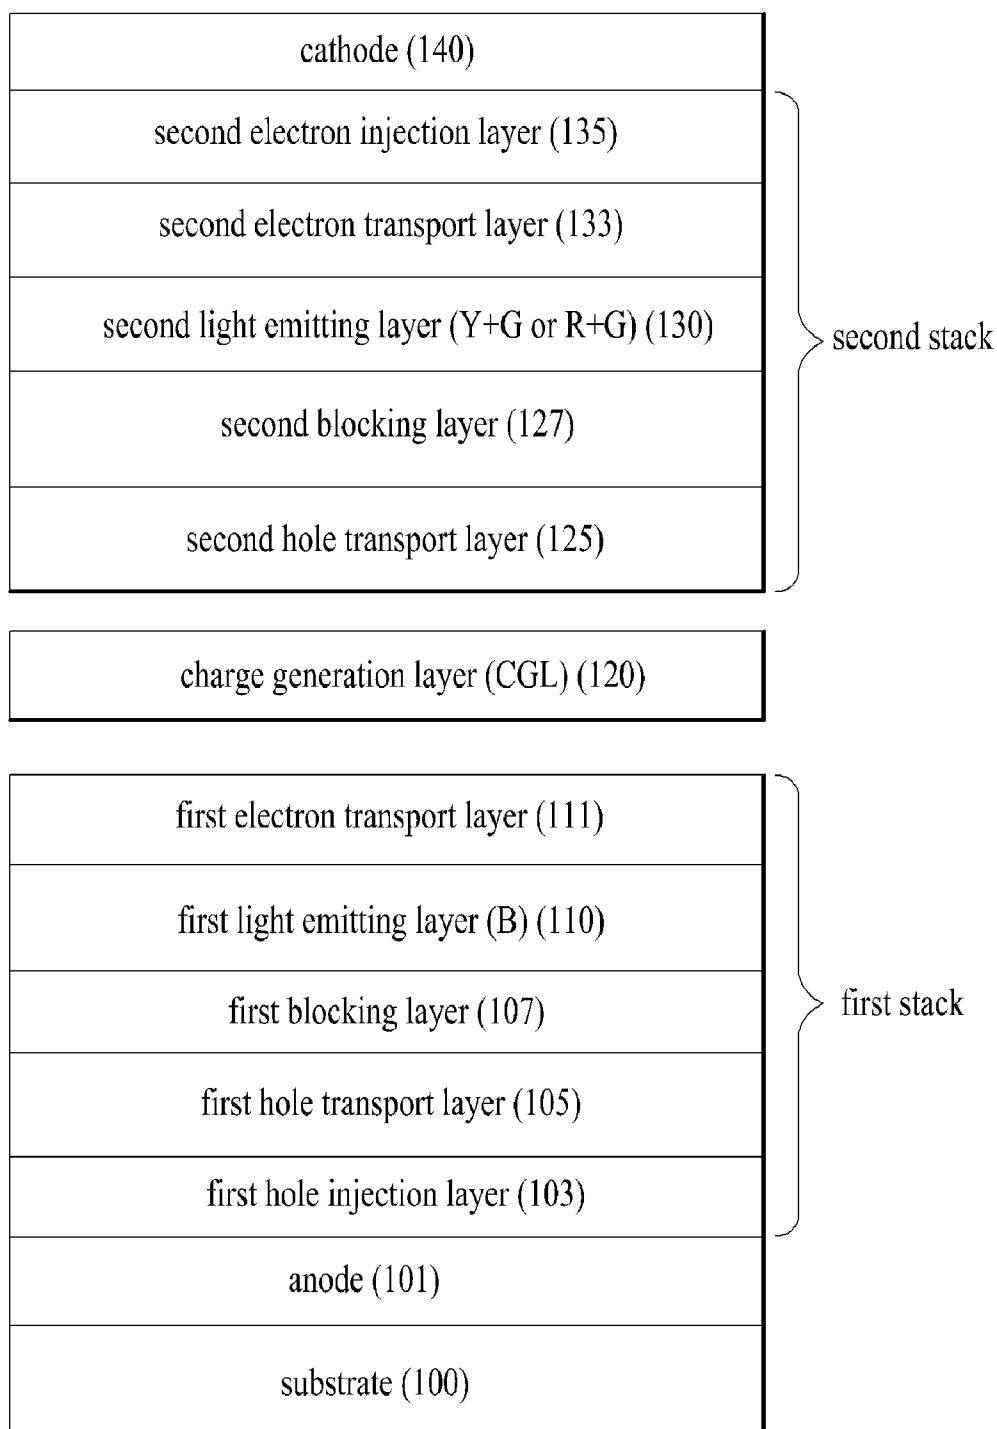 cathode (140)
second electron injection layer (135)
second electron transport layer (133)
second light emitting layer (Y+G or R+G) (130)
second stack
second blocking layer (127)
second hole transport layer (125)
charge generation layer (CGL) (120)
first electron transport layer (111)
first light emitting layer (B) (110)
first stack
first blocking layer (107)
first hole transport layer (105)
first hole injection layer (103)
anode (101)
substrate (100)